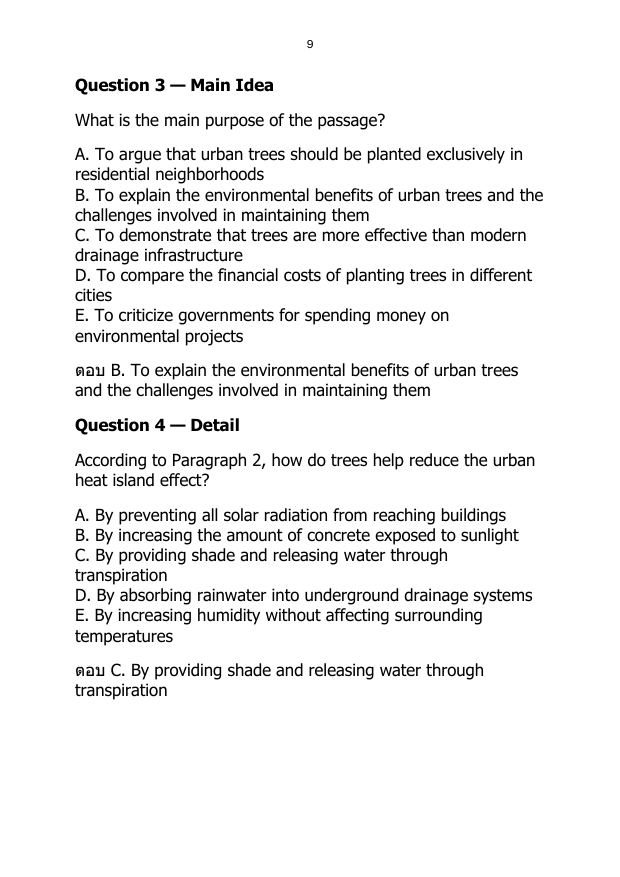 9
Question 3 — Main Idea
What is the main purpose of the passage?
A. To argue that urban trees should be planted exclusively in
residential neighborhoods
B. To explain the environmental benefits of urban trees and the
challenges involved in maintaining them
C. To demonstrate that trees are more effective than modern
drainage infrastructure
D. To compare the financial costs of planting trees in different
cities
E. To criticize governments for spending money on
environmental projects
ตอบ B. To explain the environmental benefits of urban trees
and the challenges involved in maintaining them
Question 4 — Detail
According to Paragraph 2, how do trees help reduce the urban
heat island effect?
A. By preventing all solar radiation from reaching buildings
B. By increasing the amount of concrete exposed to sunlight
C. By providing shade and releasing water through
transpiration
D. By absorbing rainwater into underground drainage systems
E. By increasing humidity without affecting surrounding
temperatures
ตอบ C. By providing shade and releasing water through
transpiration